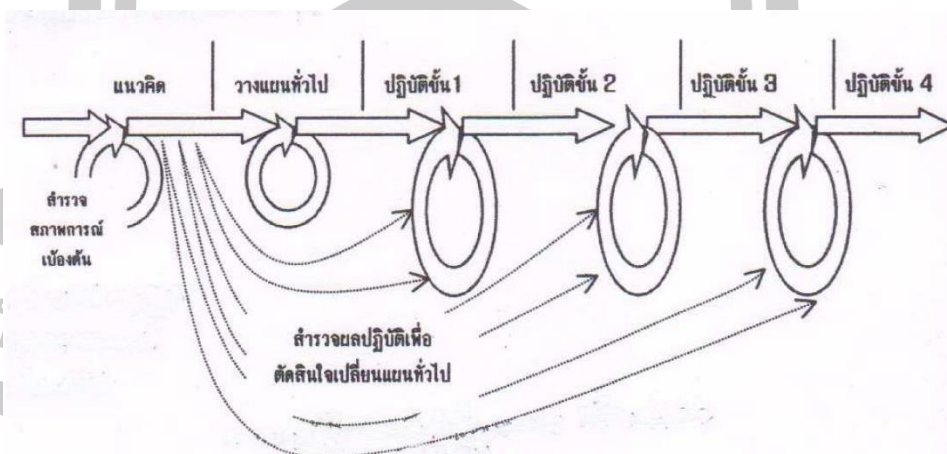 แนวคิด
วางแผนทั่วไป
ปฏิบัติขั้น 1
ปฏิบัติขั้น 2
ปฏิบัติขั้น 3
ปฏิบัติขั้น 4
สำรวจ
สภาพการณ์
เบ้องต้น
สำรวจผลปฏิบัติเพื่อ
ตัดสินใจเปลี่ยนแผนทั่วไป